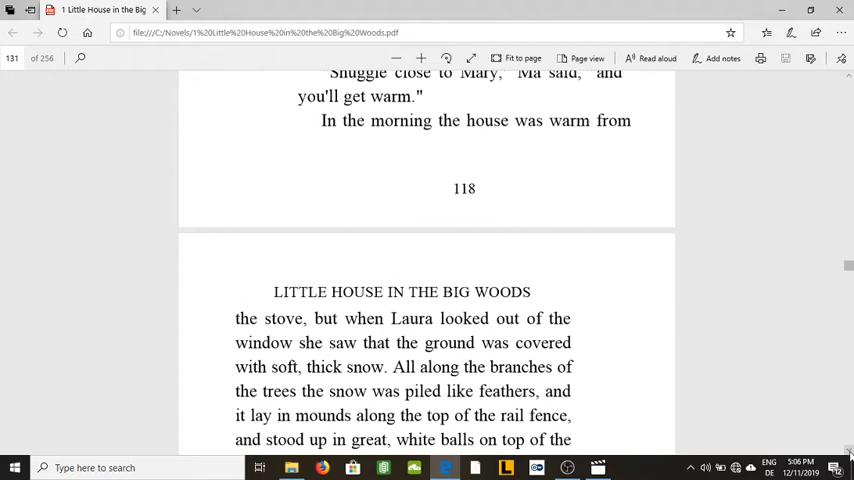 1 Little House in the Big
file:///C:/Novels/1%20Little%20House%20in%20the%20Big%20Woods.pdf
131 of 256
Fit to page
Page view
Read aloud
Add notes
"Snuggle close to Mary," Ma said, "and
you'll get warm."
In the morning the house was warm from
118
LITTLE HOUSE IN THE BIG WOODS
the stove, but when Laura looked out of the
window she saw that the ground was covered
with soft, thick snow. All along the branches of
the trees the snow was piled like feathers, and
it lay in mounds along the top of the rail fence,
and stood up in great, white balls on top of the
Type here to search
ENG
DE
5:06 PM
12/11/2019
12